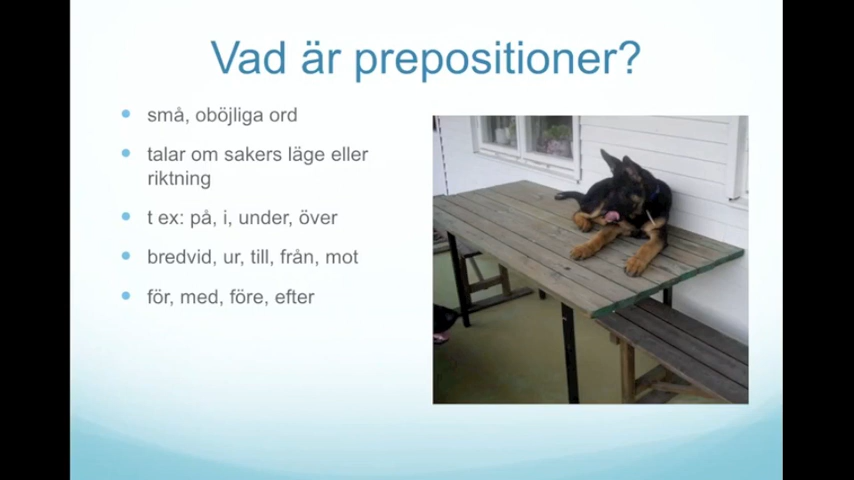 Vad är prepositioner?
små, oböjliga ord
talar om sakers läge eller
riktning
t ex: på, i, under, över
bredvid, ur, till, från, mot
för, med, före, efter